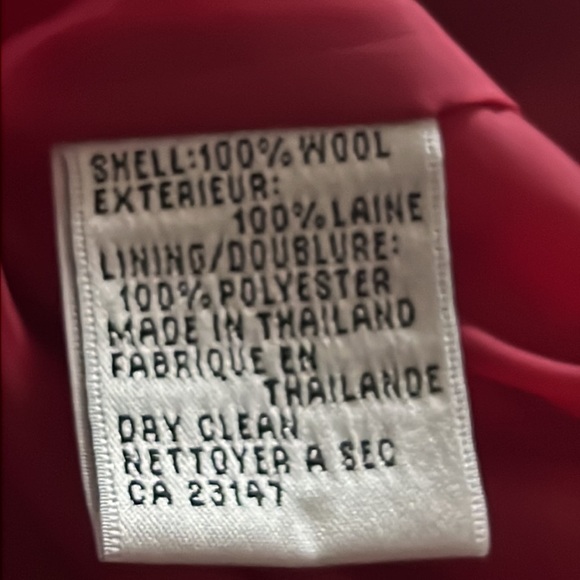 SHELL:100% WOOL
EXTERIEUR:
100% LAINE
LINING/DOUBLURE:
100% POLYESTER
MADE IN THAILAND
FABRIQUE EN
THAILANDE
DRY CLEAN
NETTOYER A SEC
CA 23147